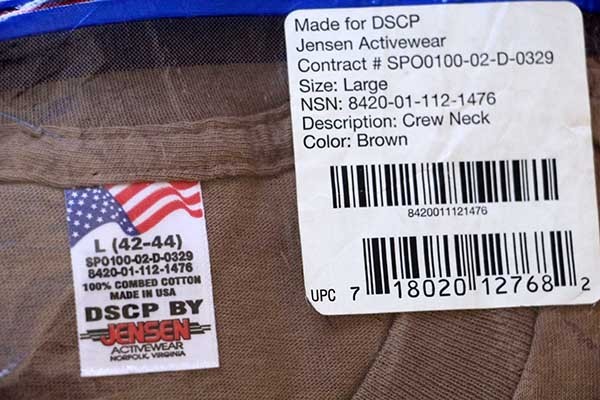 Made for DSCP
Jensen Activewear
Contract # SPO0100-02-D-0329
Size: Large
NSN: 8420-01-112-1476
Description: Crew Neck
Color: Brown
8420011121476
UPC 7 18020 12768 2
L (42-44)
SPO100-02-D-0329
8420-01-112-1476
100% COMBED COTTON
MADE IN USA
DSCP BY
JENSEN
ACTIVEWEAR
NORFOLK, VIRGINIA